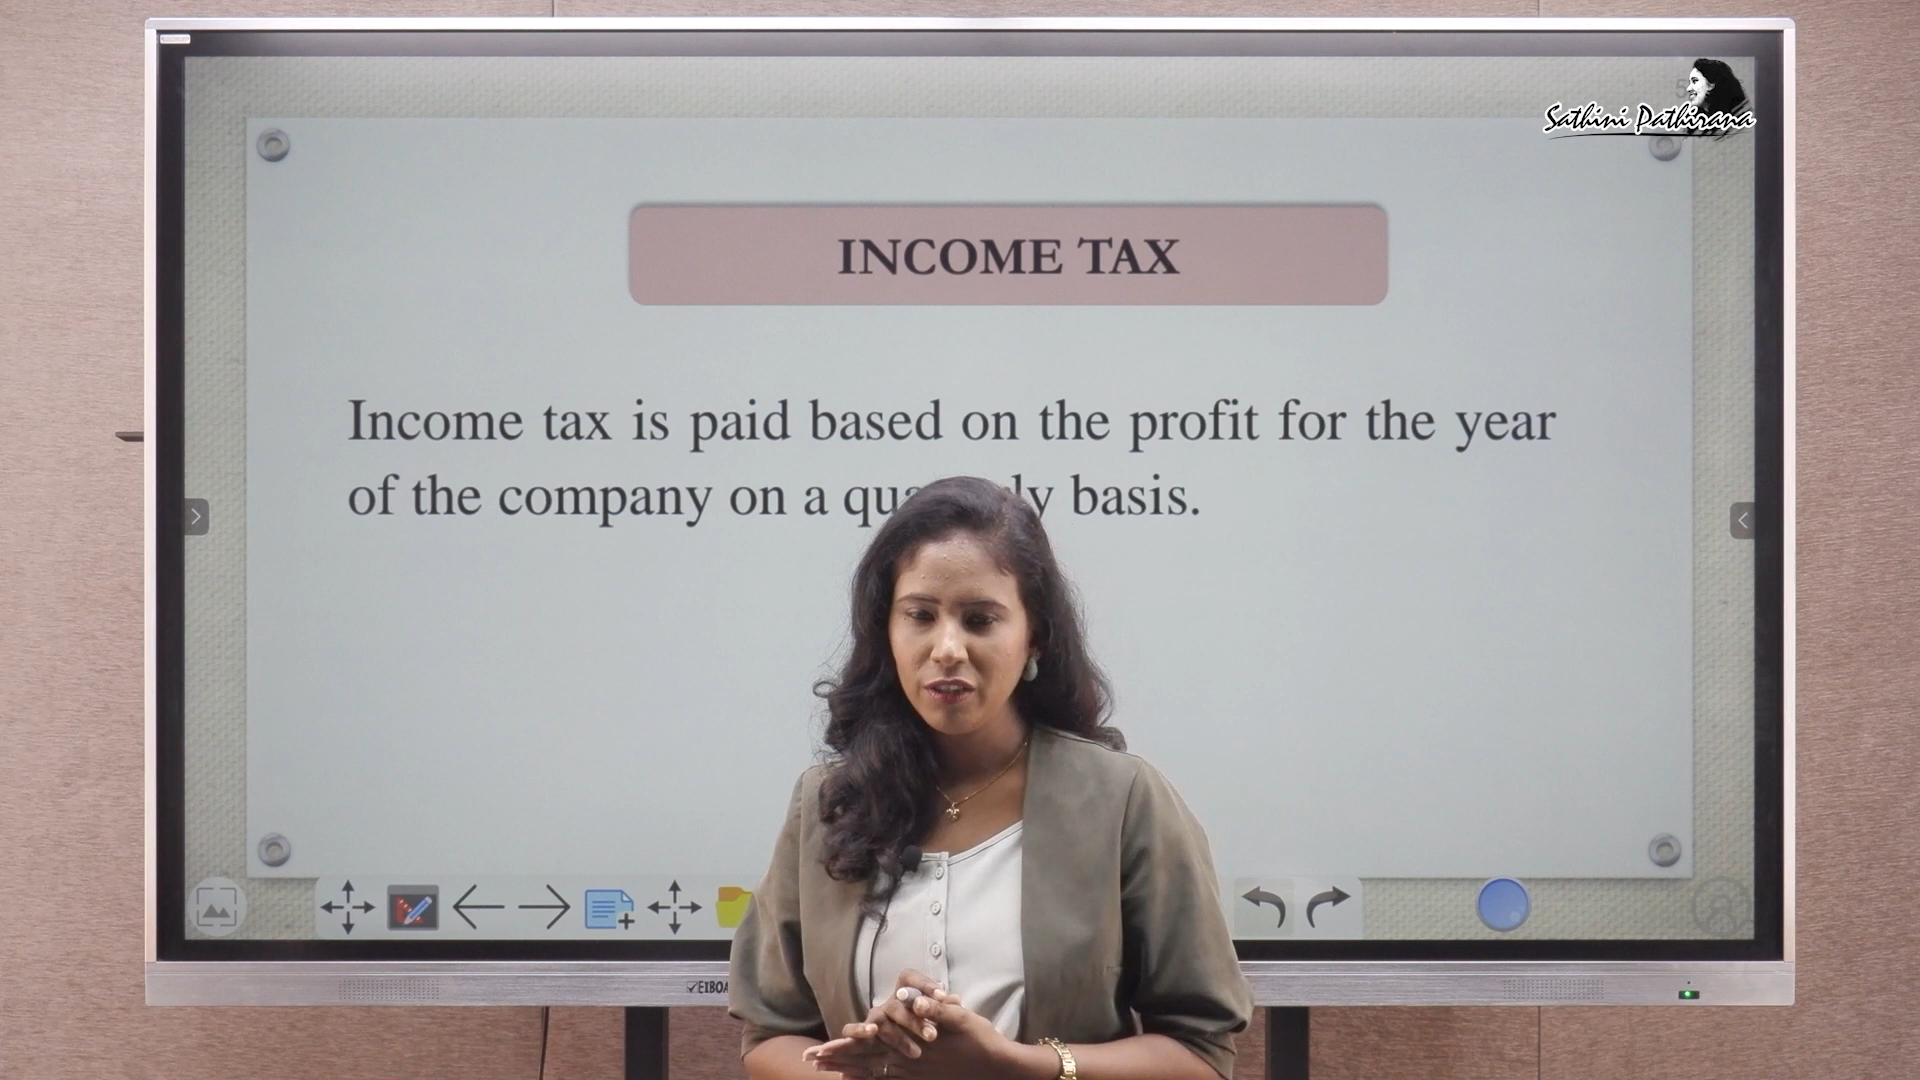 Sathini Pathirana
INCOME TAX
Income tax is paid based on the profit for the year
of the company on a basis.